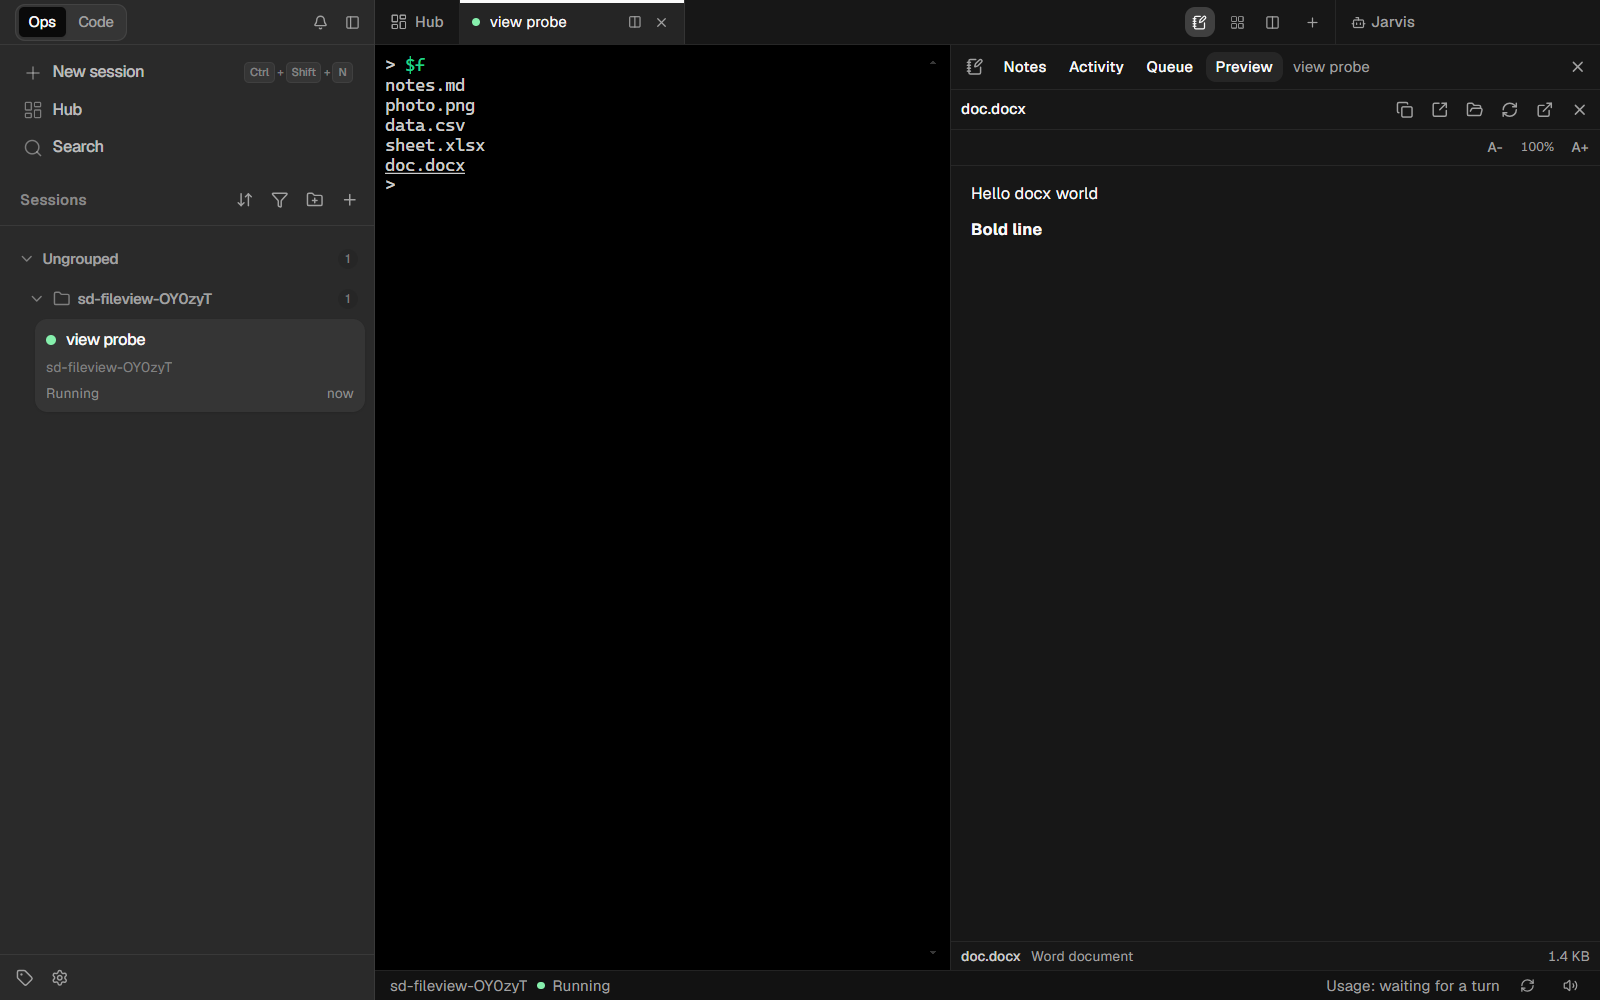 Ops Code
Hub
view probe
Jarvis
New session Ctrl + Shift + N
Hub
Search
Sessions
Ungrouped 1
sd-fileview-OY0zyT 1
view probe
sd-fileview-OY0zyT
Running now
> $f
notes.md
photo.png
data.csv
sheet.xlsx
doc.docx
>
Notes Activity Queue Preview view probe
doc.docx
A- 100% A+
Hello docx world
Bold line
doc.docx Word document 1.4 KB
sd-fileview-OY0zyT Running Usage: waiting for a turn